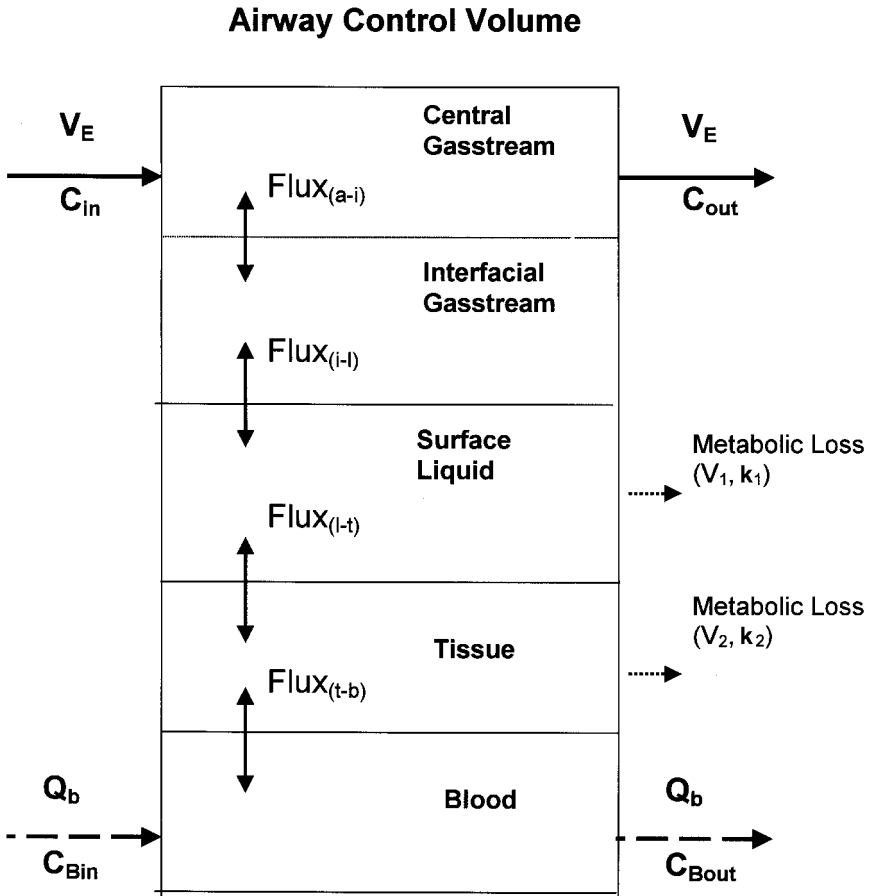 Airway Control Volume
Central
Gasstream
V_E
V_E
Flux_(a-i)
C_in
C_out
Interfacial
Gasstream
Flux_(i-l)
Surface
Liquid
Metabolic Loss
(V_1, k_1)
Flux_(l-t)
Metabolic Loss
(V_2, k_2)
Tissue
Flux_(t-b)
Q_b
Blood
Q_b
C_Bin
C_Bout